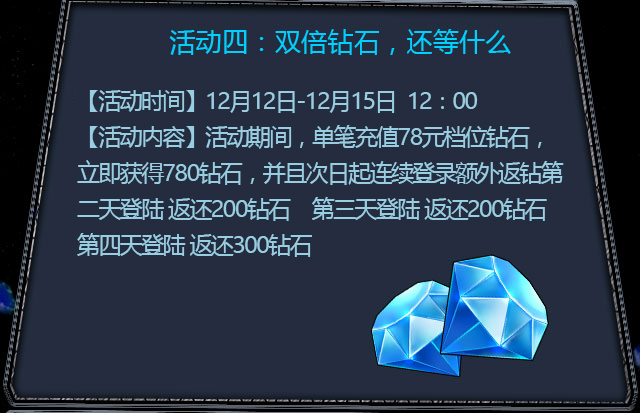 活动四：双倍钻石，还等什么
【活动时间】12月12日-12月15日 12：00
【活动内容】活动期间，单笔充值78元档位钻石，
立即获得780钻石，并且次日起连续登录额外返钻第
二天登陆 返还200钻石 第三天登陆 返还200钻石
第四天登陆 返还300钻石